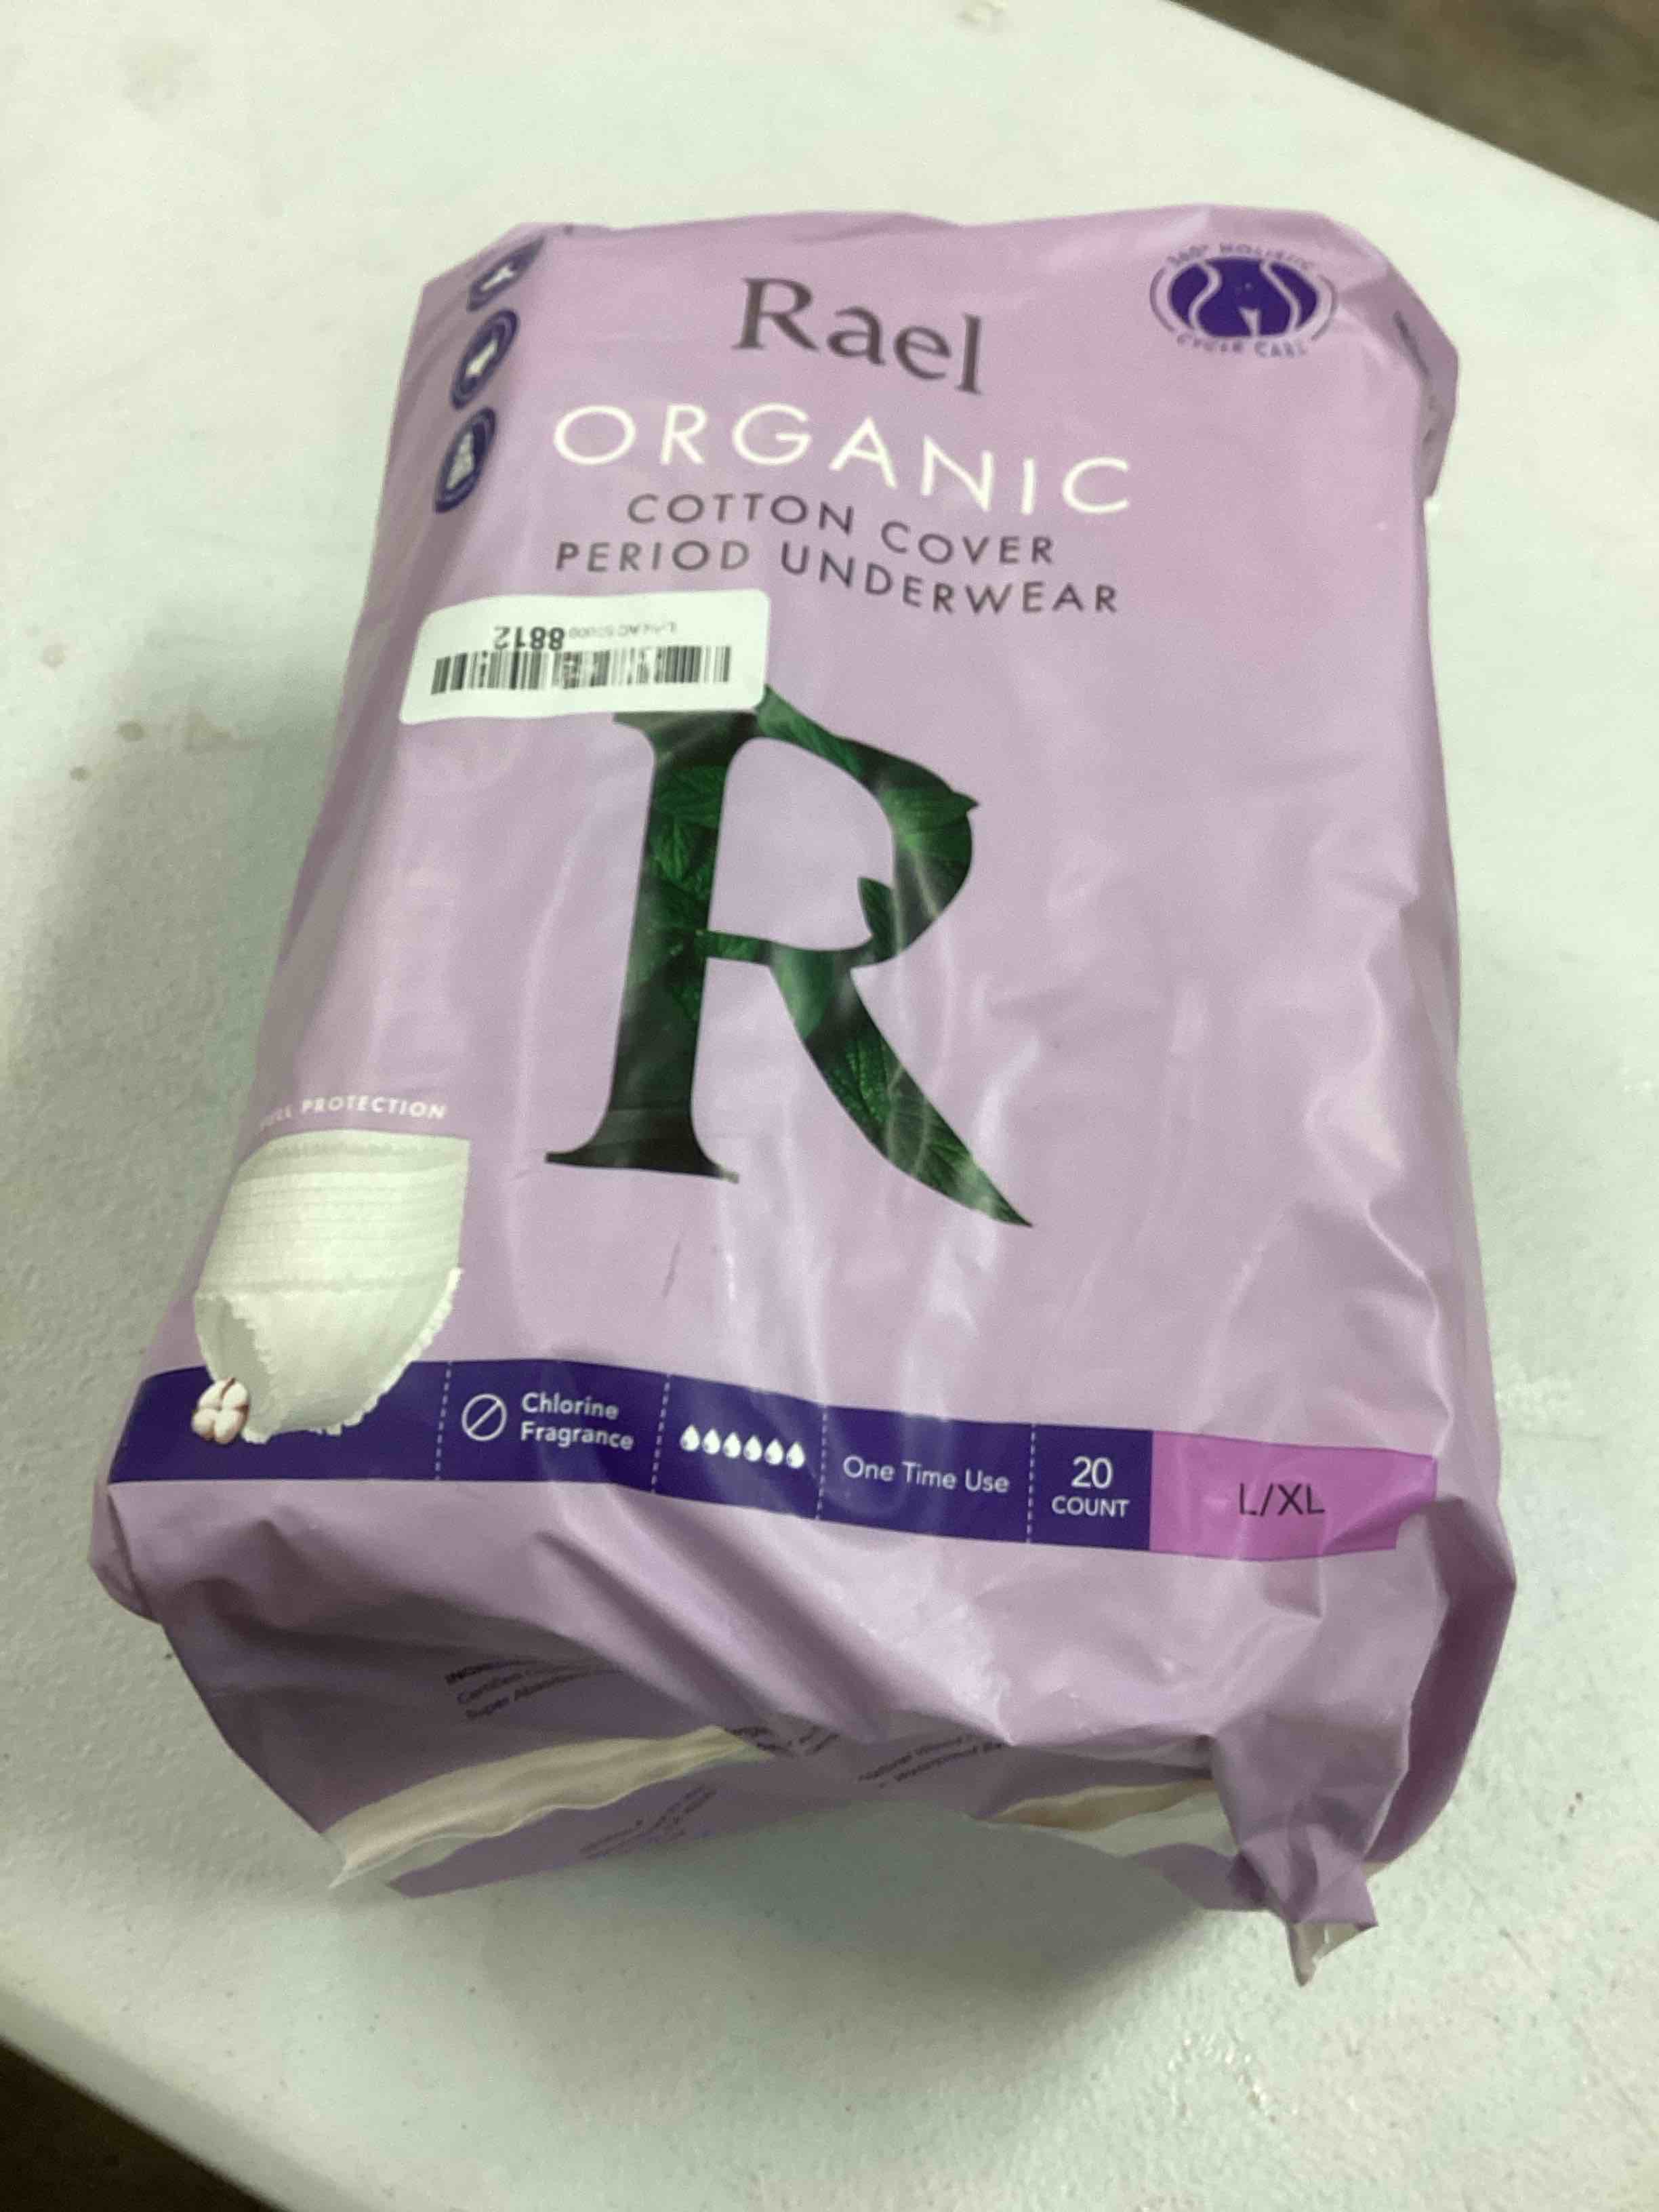 Rael
ORGANIC
COTTON COVER
PERIOD UNDERWEAR
8812
PROTECTION
Chlorine
Fragrance
One Time Use
20
COUNT
L/XL